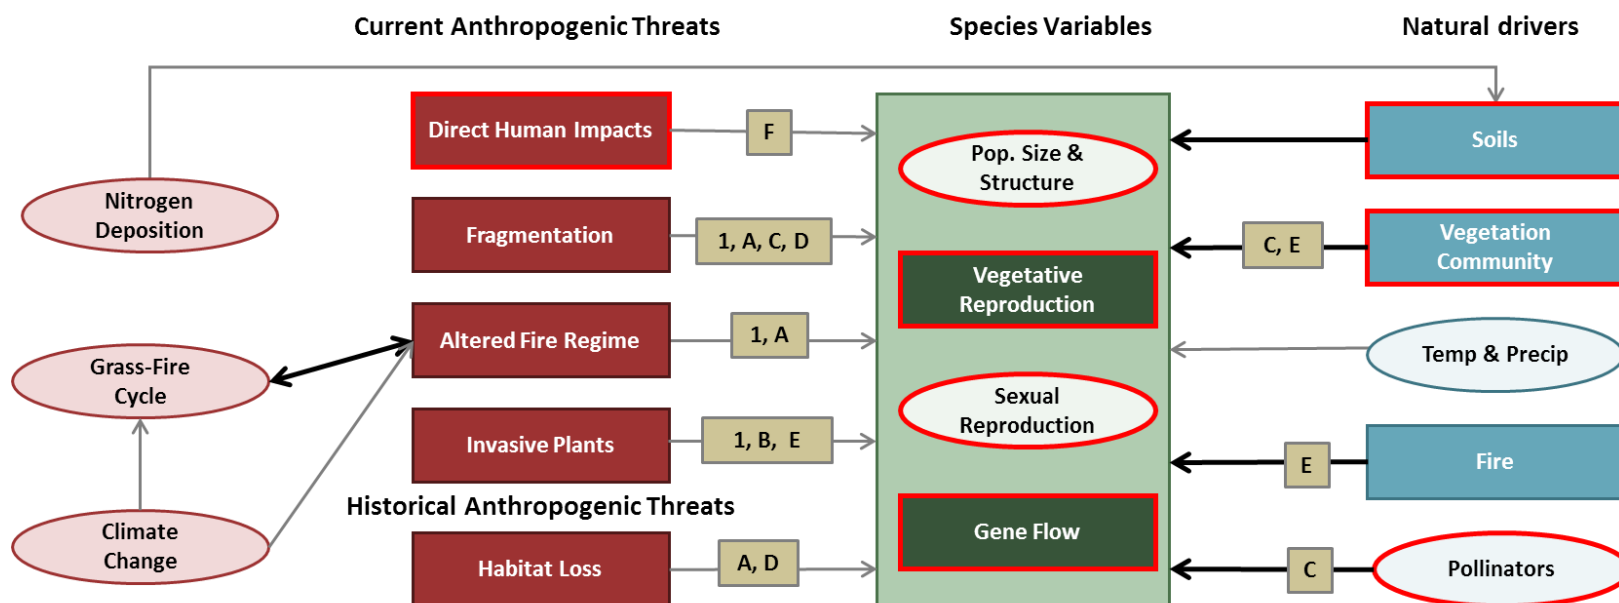 Current Anthropogenic Threats
Species Variables
Natural drivers
Direct Human Impacts
F
Pop. Size &
Structure
Soils
Nitrogen
Deposition
Fragmentation
1, A, C, D
C, E
Vegetation
Community
Vegetative
Reproduction
Grass-Fire
Cycle
Altered Fire Regime
1, A
Temp & Precip
Sexual
Reproduction
Invasive Plants
1, B, E
E
Fire
Historical Anthropogenic Threats
Climate
Change
Habitat Loss
A, D
Gene Flow
C
Pollinators